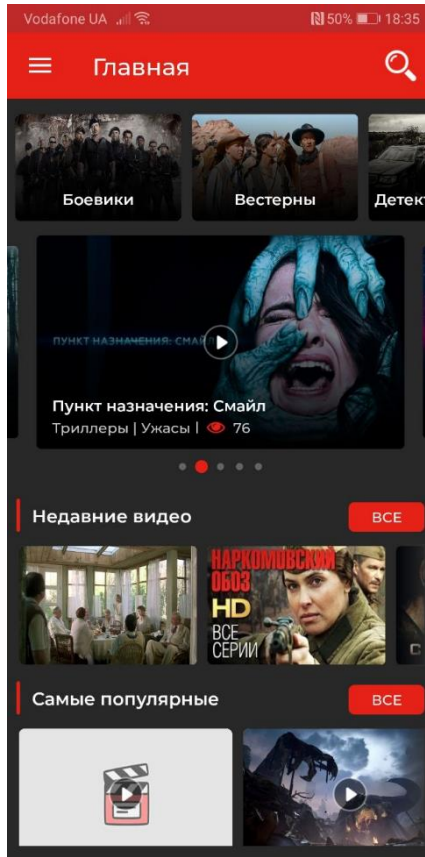 Vodafone UA 50% 18:35
Главная
Боевики
Вестерны
Детек
ПУНКТ НАЗНАЧЕНИЯ: СМАЙЛ
Пункт назначения: Смайл
Триллеры | Ужасы | 76
Недавние видео
ВСЕ
НАРКОМОВСКИЙ
ОБОЗ
HD
ВСЕ
СЕРИИ
С
Самые популярные
ВСЕ